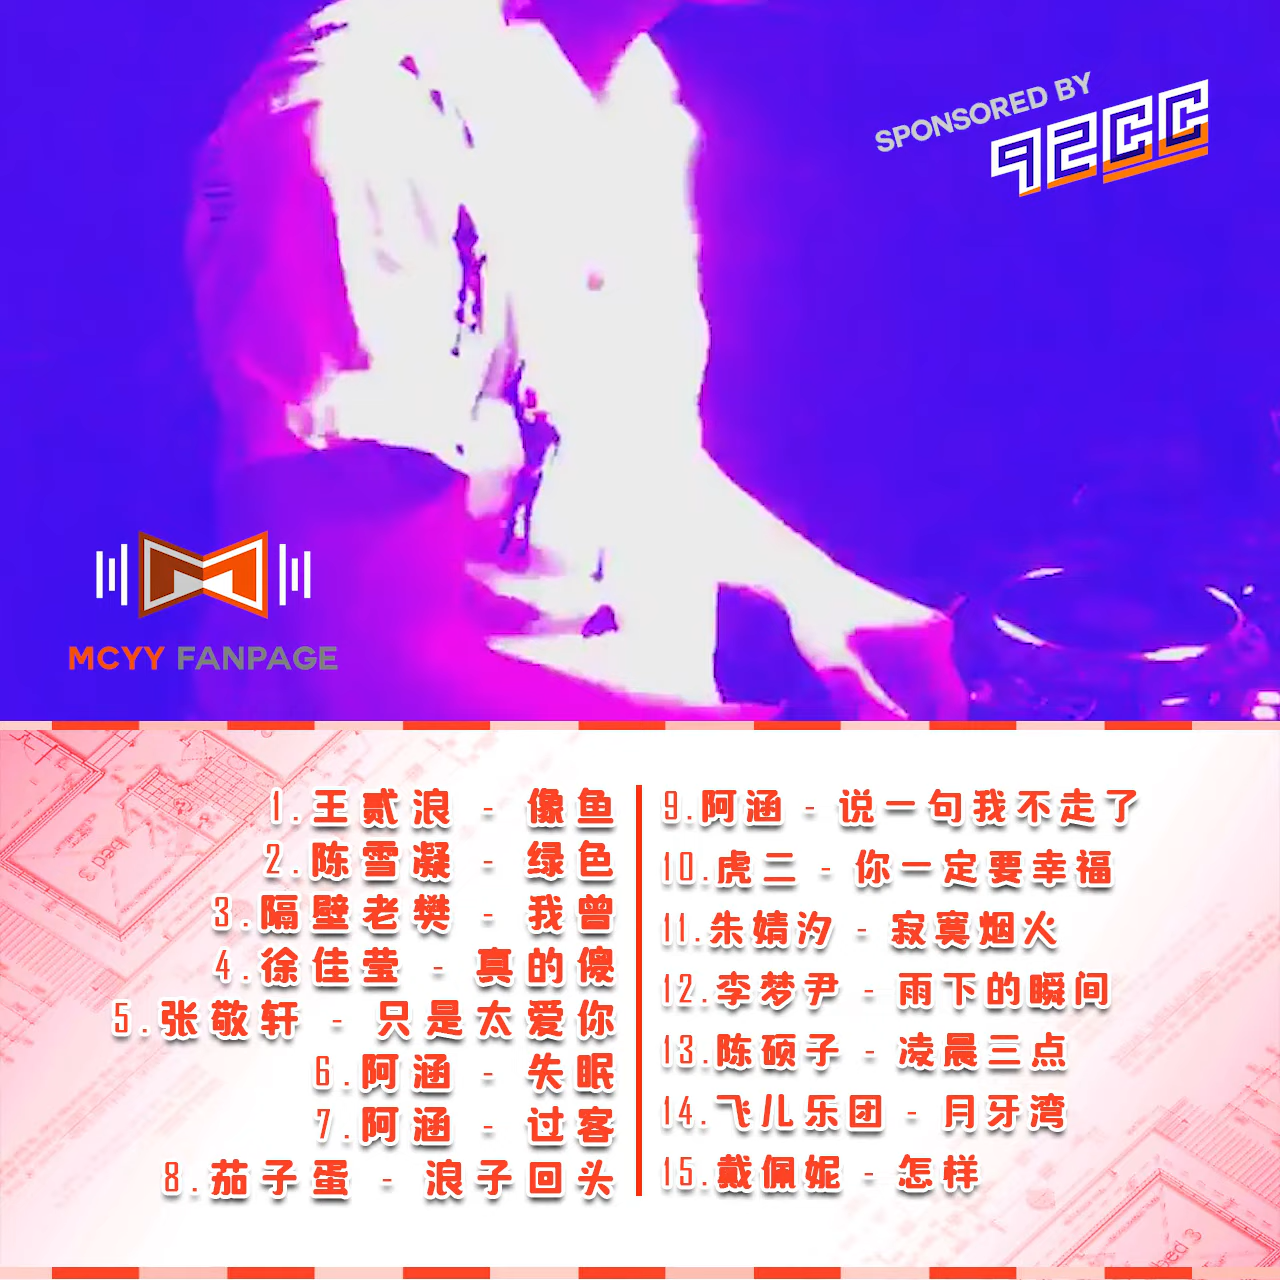 SPONSORED BY
92CC
MCYY FANPAGE
1.王贰浪 - 像鱼
2.陈雪凝 - 绿色
3.隔壁老樊 - 我曾
4.徐佳莹 - 真的傻
5.张敬轩 - 只是太爱你
6.阿涵 - 失眠
7.阿涵 - 过客
8.茄子蛋 - 浪子回头
9.阿涵 - 说一句我不走了
10.虎二 - 你一定要幸福
11.朱婧汐 - 寂寞烟火
12.李梦尹 - 雨下的瞬间
13.陈硕子 - 凌晨三点
14.飞儿乐团 - 月牙湾
15.戴佩妮 - 怎样